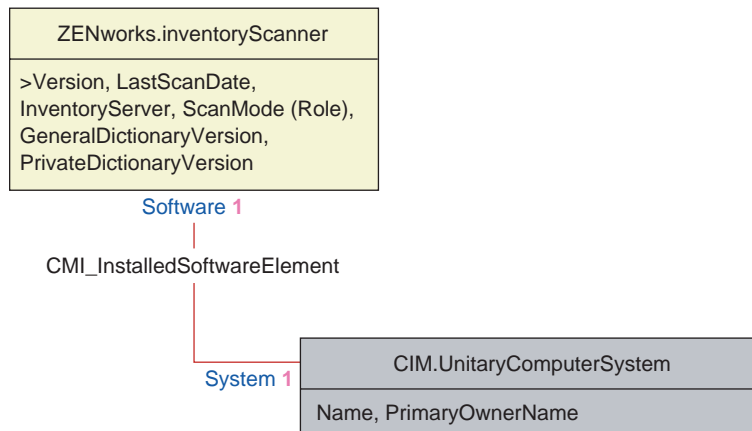 ZENworks.inventoryScanner
>Version, LastScanDate,
InventoryServer, ScanMode (Role),
GeneralDictionaryVersion,
PrivateDictionaryVersion
Software 1
CMI_InstalledSoftwareElement
System 1
CIM.UnitaryComputerSystem
Name, PrimaryOwnerName